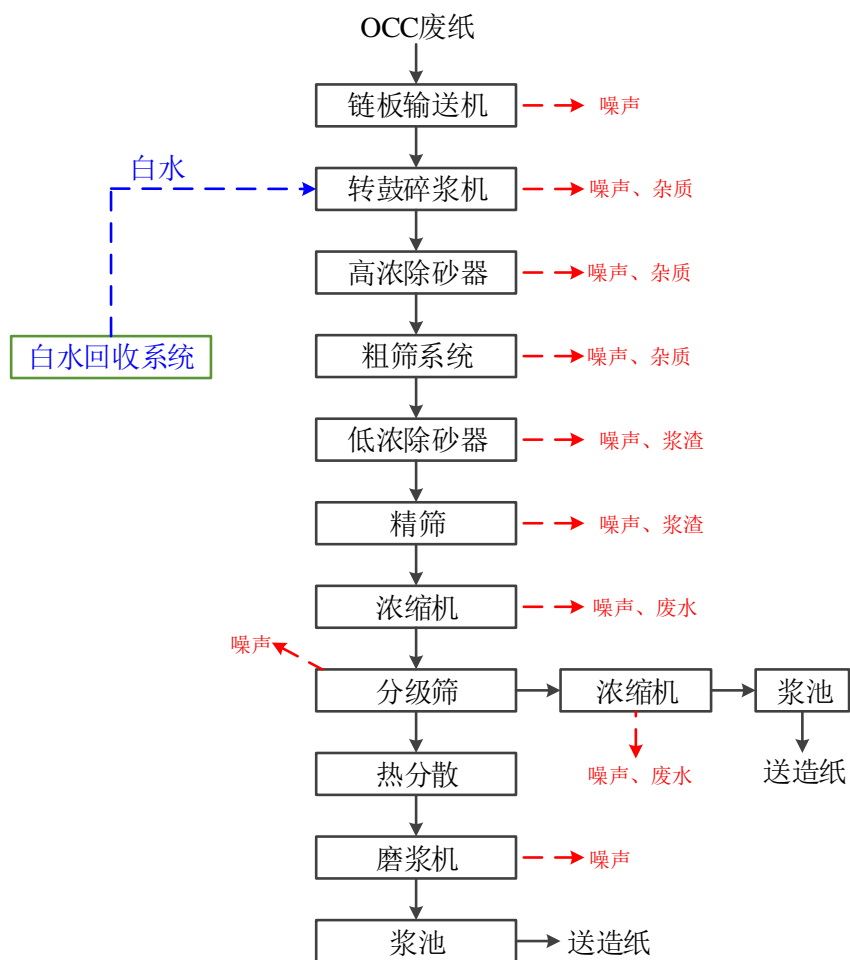 OCC废纸
链板输送机
噪声
白水
转鼓碎浆机
噪声、杂质
高浓除砂器
噪声、杂质
白水回收系统
粗筛系统
噪声、杂质
低浓除砂器
噪声、浆渣
精筛
噪声、浆渣
浓缩机
噪声、废水
噪声
分级筛
浓缩机
浆池
热分散
噪声、废水
送造纸
磨浆机
噪声
浆池
送造纸